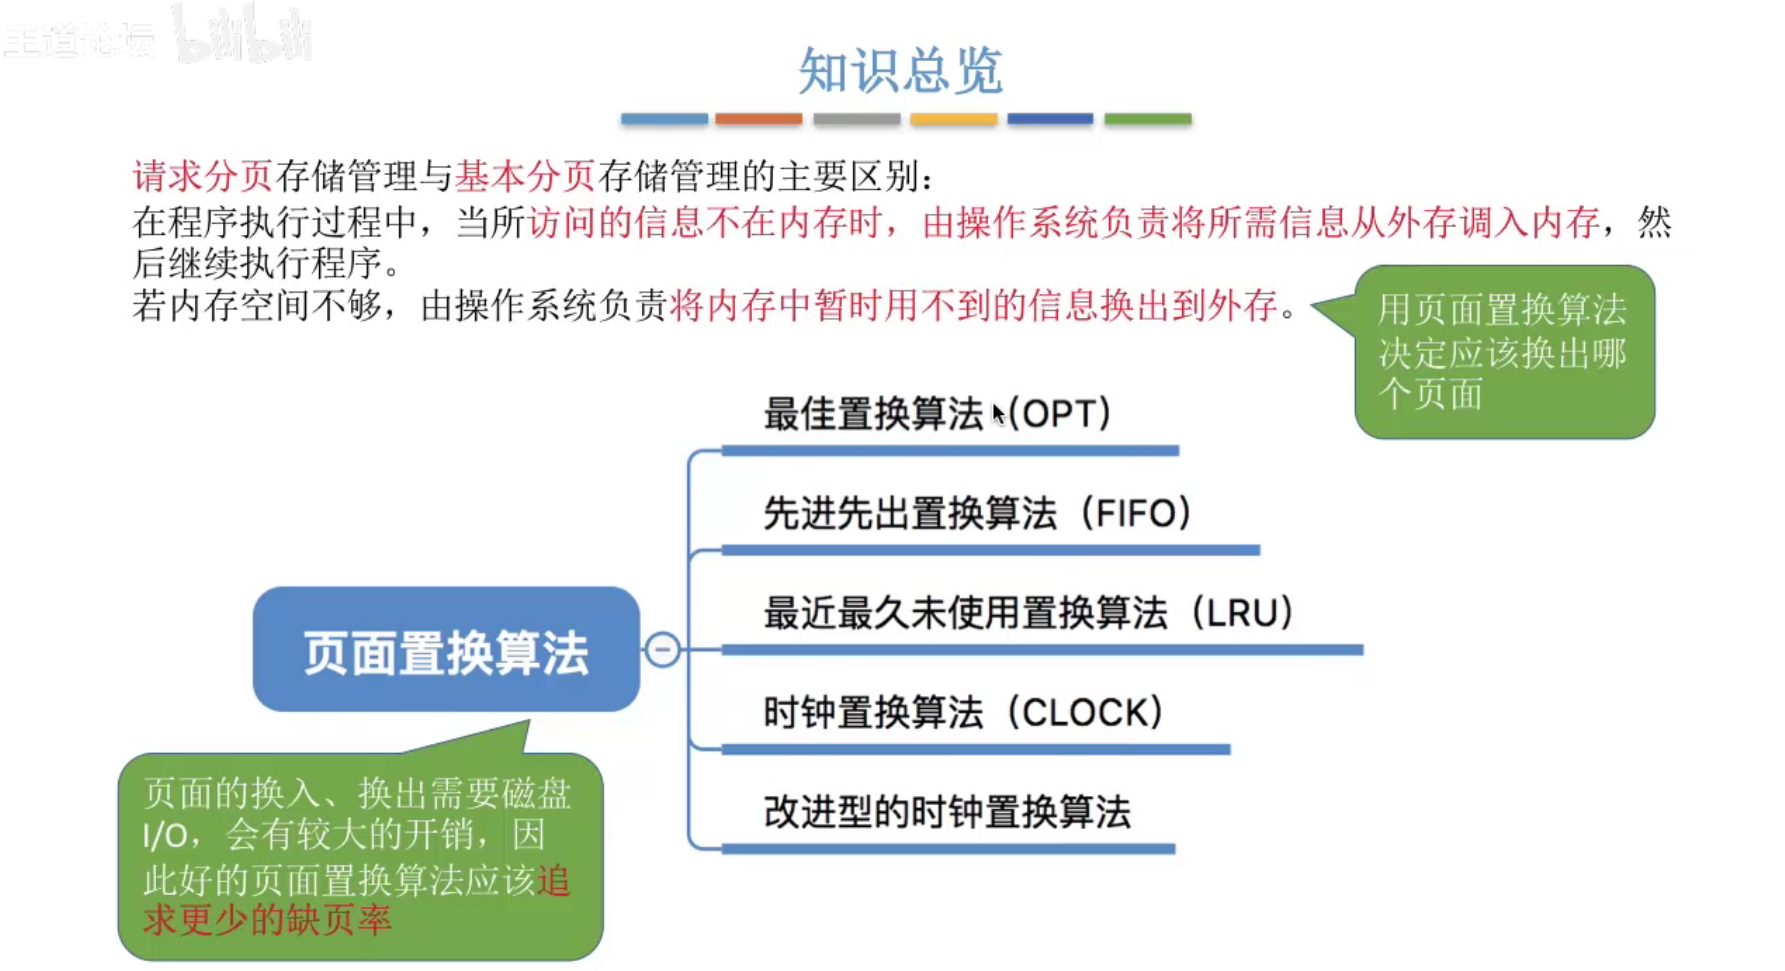 王道论坛 bilibili
知识总览
请求分页存储管理与基本分页存储管理的主要区别：
在程序执行过程中，当所访问的信息不在内存时，由操作系统负责将所需信息从外存调入内存，然
后继续执行程序。
若内存空间不够，由操作系统负责将内存中暂时用不到的信息换出到外存。
用页面置换算法
决定应该换出哪
个页面
最佳置换算法（OPT）
先进先出置换算法（FIFO）
最近最久未使用置换算法（LRU）
时钟置换算法（CLOCK）
改进型的时钟置换算法
页面置换算法
页面的换入、换出需要磁盘
I/O，会有较大的开销，因
此好的页面置换算法应该追
求更少的缺页率